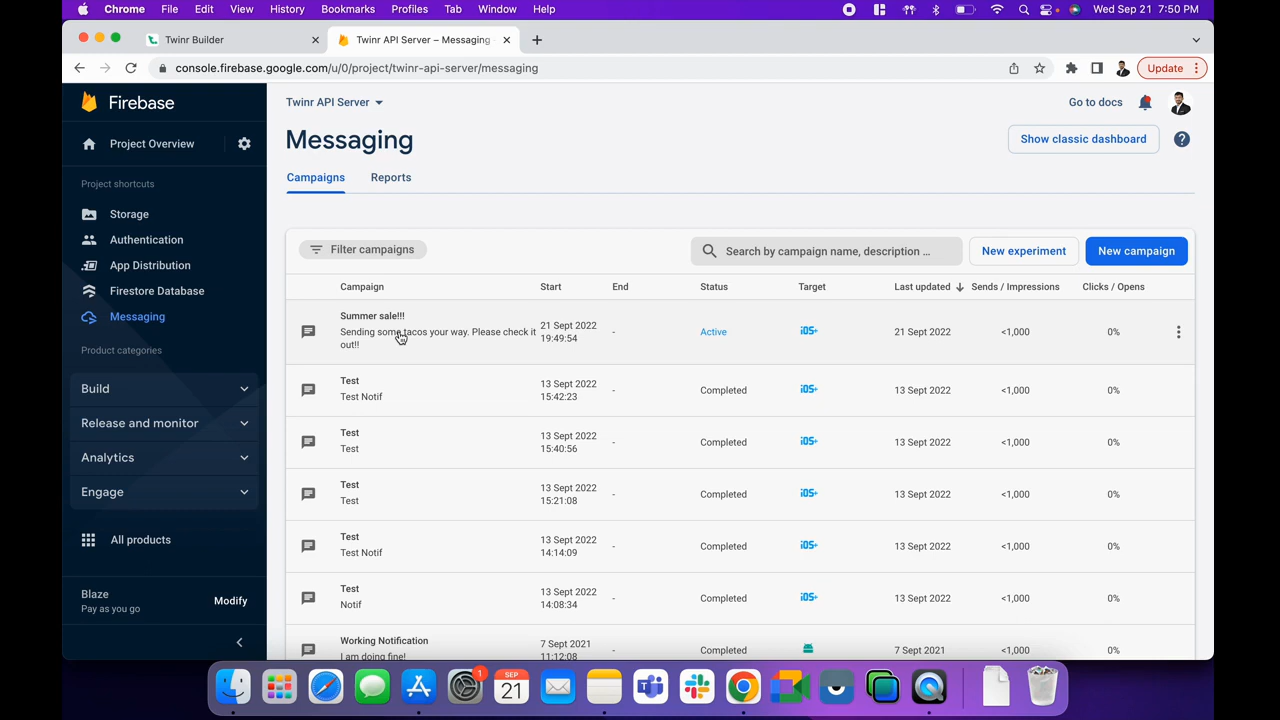 Chrome File Edit View History Bookmarks Profiles Tab Window Help Wed Sep 21 7:50 PM
Twinr Builder Twinr API Server – Messaging
console.firebase.google.com/u/0/project/twinr-api-server/messaging Update
Firebase Twinr API Server Go to docs
Messaging Show classic dashboard
Project Overview
Project shortcuts
Campaigns Reports
Storage
Authentication
App Distribution
Firestore Database
Messaging
Product categories
Build
Release and monitor
Analytics
Engage
All products
Blaze
Pay as you go
Modify
Filter campaigns Search by campaign name, description ... New experiment New campaign
Campaign Start End Status Target Last updated Sends / Impressions Clicks / Opens
Summer sale!!!
Sending some tacos your way. Please check it
out!!
21 Sept 2022
19:49:54
- Active iOS+ 21 Sept 2022 <1,000 0%
Test
Test Notif
13 Sept 2022
15:42:23
- Completed iOS+ 13 Sept 2022 <1,000 0%
Test
Test
13 Sept 2022
15:40:56
- Completed iOS+ 13 Sept 2022 <1,000 0%
Test
Test
13 Sept 2022
15:21:08
- Completed iOS+ 13 Sept 2022 <1,000 0%
Test
Test Notif
13 Sept 2022
14:14:09
- Completed iOS+ 13 Sept 2022 <1,000 0%
Test
Notif
13 Sept 2022
14:08:34
- Completed iOS+ 13 Sept 2022 <1,000 0%
Working Notification
I am doing fine!
7 Sept 2021
11:12:08
- Completed 7 Sept 2021 <1,000 0%
SEP
21
1